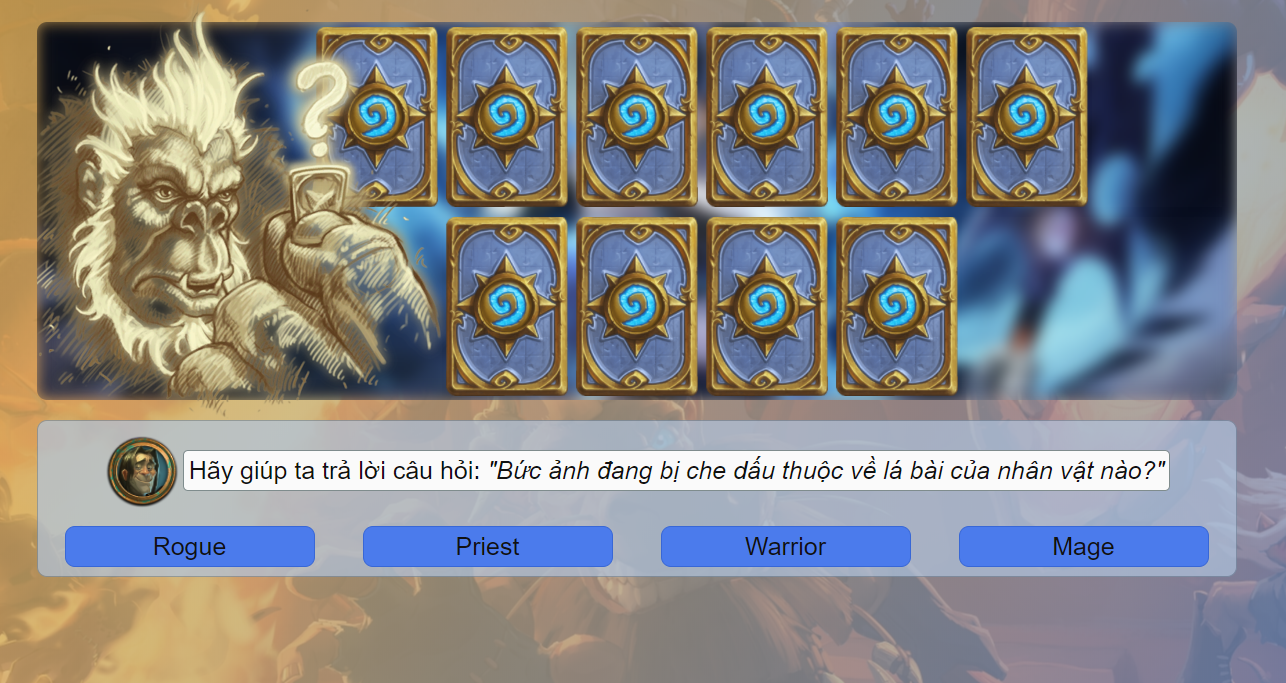 ?
Hãy giúp ta trả lời câu hỏi: "Bức ảnh đang bị che dấu thuộc về lá bài của nhân vật nào?"
Rogue
Priest
Warrior
Mage